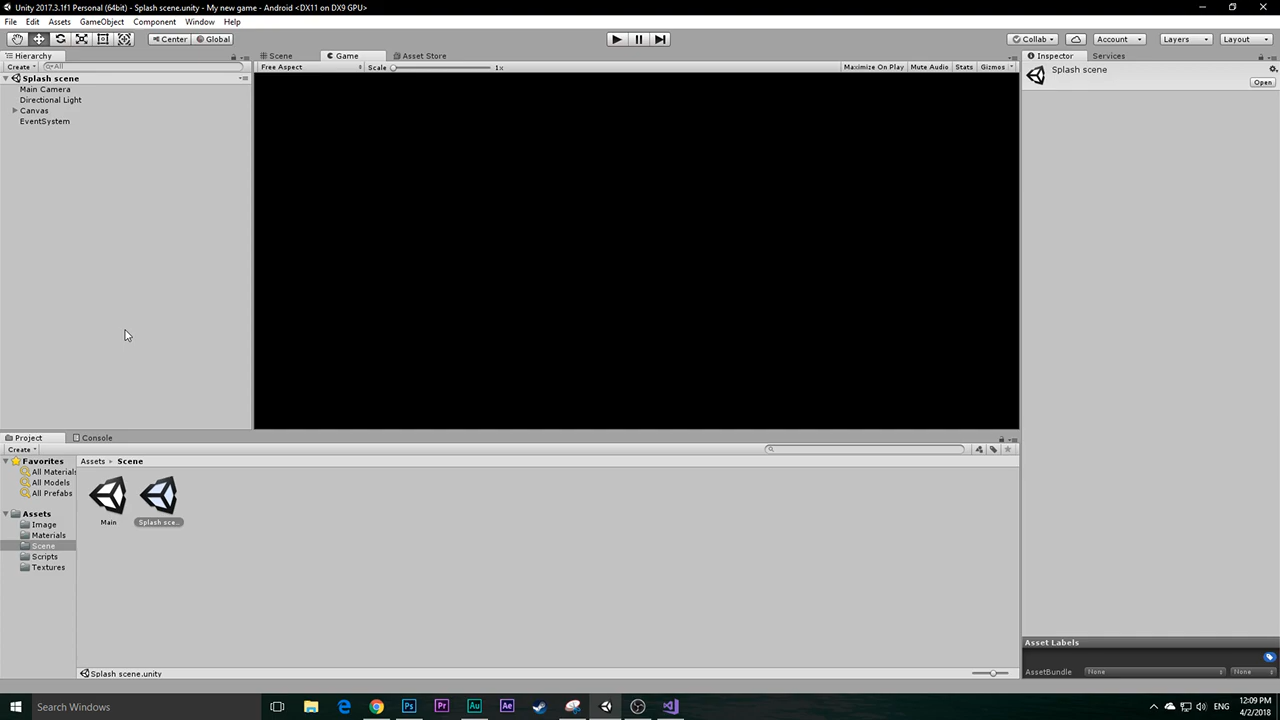 Unity 2017.3.1f1 Personal (64bit) - Splash scene.unity - My new game - Android <DX11 on DX9 GPU>
File Edit Assets GameObject Component Window Help
Center Global Collab Account Layers Layout
Hierarchy Scene Game Asset Store Inspector Services
Create All Free Aspect Scale 1x Maximize On Play Mute Audio Stats Gizmos Splash scene
Splash scene Open
Main Camera
Directional Light
Canvas
EventSystem
Project Console
Create
Favorites Assets Scene
All Materials
All Models
All Prefabs
Assets
Image
Materials
Scene
Scripts
Textures
Main Splash sce..
Asset Labels
AssetBundle None None
Splash scene.unity
Search Windows Ps Pr Au Ae ENG 12:09 PM
4/2/2018